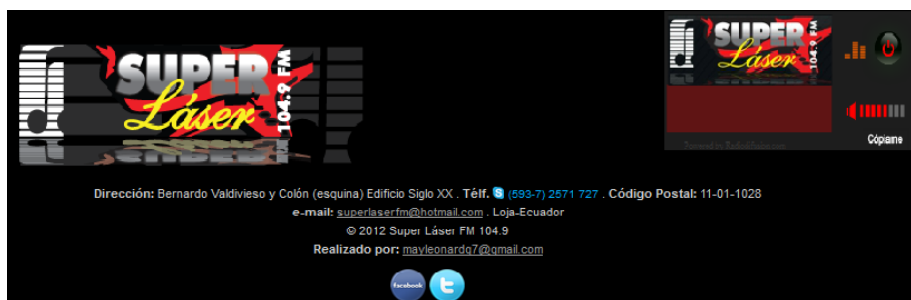 SUPER
Láser
104.9 FM
SUPER
Láser
104.9 FM
Cópiame
Dirección: Bernardo Valdivieso y Colón (esquina) Edificio Siglo XX . Télf. (593-7) 2571 727 . Código Postal: 11-01-1028
e-mail: superlaserfm@hotmail.com . Loja-Ecuador
© 2012 Super Láser FM 104.9
Realizado por: mayleonardg7@gmail.com
facebook